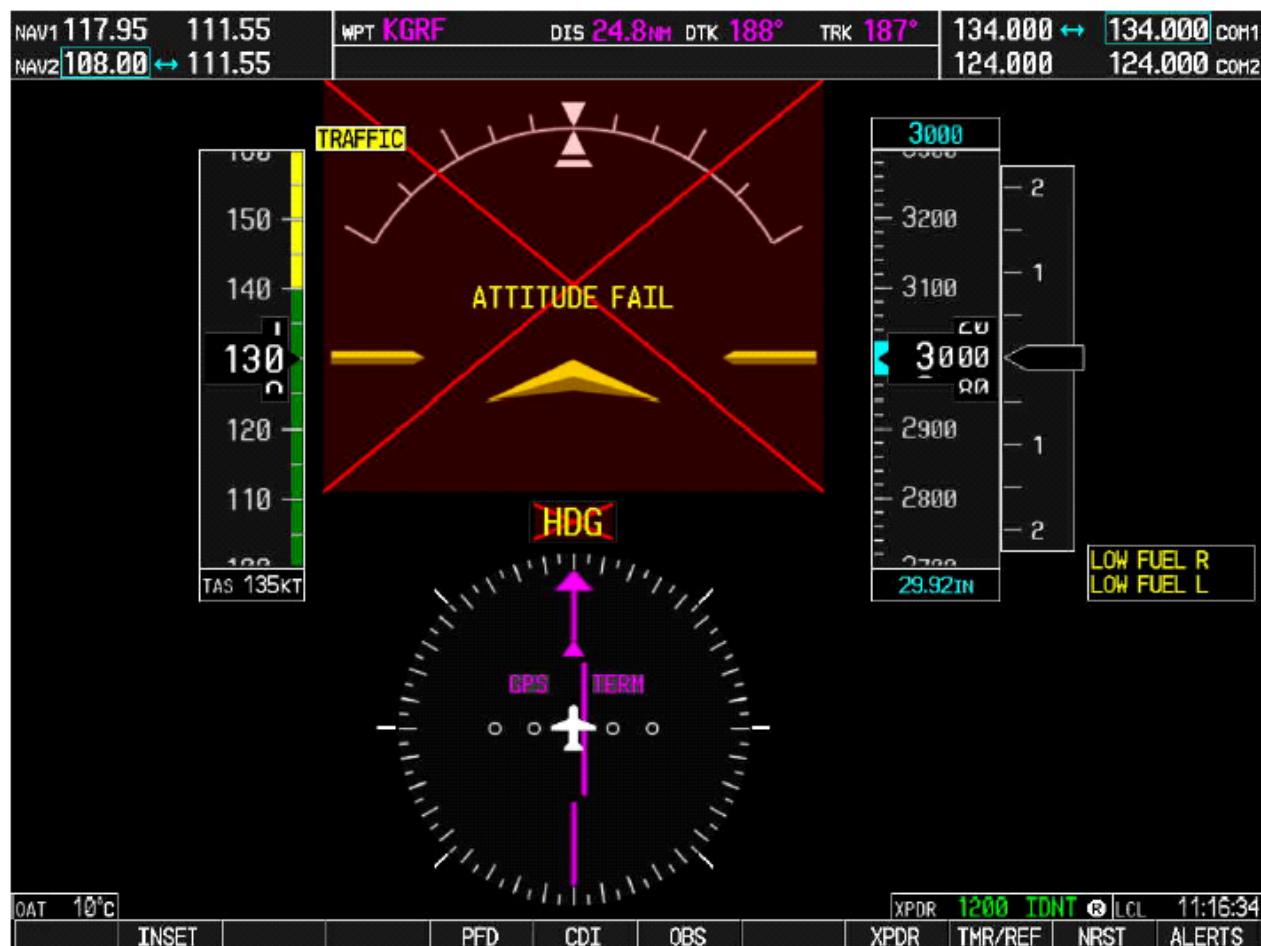 NAV1 117.95 111.55 WPT KGRF DIS 24.8NM DTK 188° TRK 187° 134.000 ↔ 134.000 COM1
NAV2 108.00 ↔ 111.55 124.000 124.000 COM2
TRAFFIC
3000
2
150
3200
1
140
3100
ATTITUDE FAIL
130
3000
20
80
120
2900
1
110
2800
2
HDG
LOW FUEL R
LOW FUEL L
TAS 135KT
29.92IN
GPS TERM
OAT 10°C XPDR 1200 IDNT R LCL 11:16:34
INSET PFD CDI OBS XPDR TMR/REF NRST ALERTS